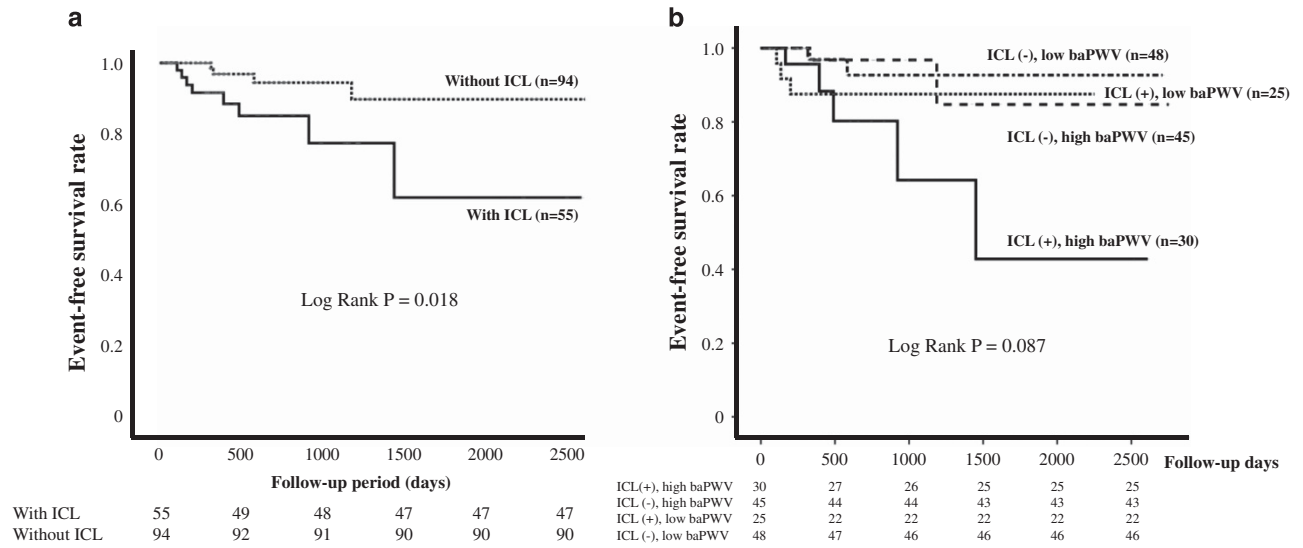 a
Event-free survival rate
1.0
0.8
0.6
0.4
0.2
0
Without ICL (n=94)
With ICL (n=55)
Log Rank P = 0.018
0 500 1000 1500 2000 2500
Follow-up period (days)
With ICL 55 49 48 47 47 47
Without ICL 94 92 91 90 90 90
b
Event-free survival rate
1.0
0.8
0.6
0.4
0.2
0
ICL (-), low baPWV (n=48)
ICL (+), low baPWV (n=25)
ICL (-), high baPWV (n=45)
ICL (+), high baPWV (n=30)
Log Rank P = 0.087
0 500 1000 1500 2000 2500 Follow-up days
ICL(+), high baPWV 30 27 26 25 25 25
ICL (-), high baPWV 45 44 44 43 43 43
ICL (+), low baPWV 25 22 22 22 22 22
ICL (-), low baPWV 48 47 46 46 46 46